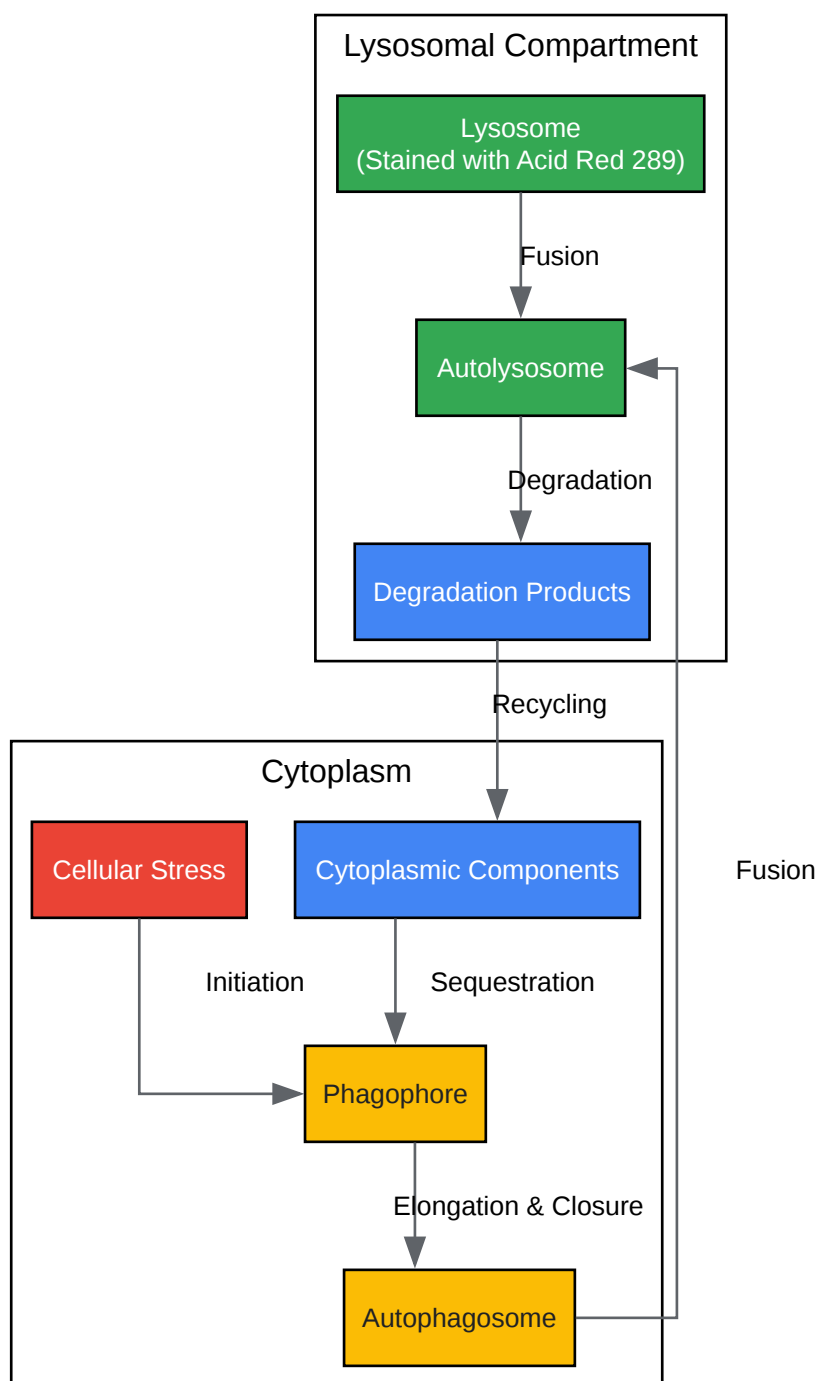 Lysosomal Compartment
Lysosome
(Stained with Acid Red 289)
Fusion
Autolysosome
Degradation
Degradation Products
Recycling
Cytoplasm
Cellular Stress
Cytoplasmic Components
Fusion
Initiation
Sequestration
Phagophore
Elongation & Closure
Autophagosome